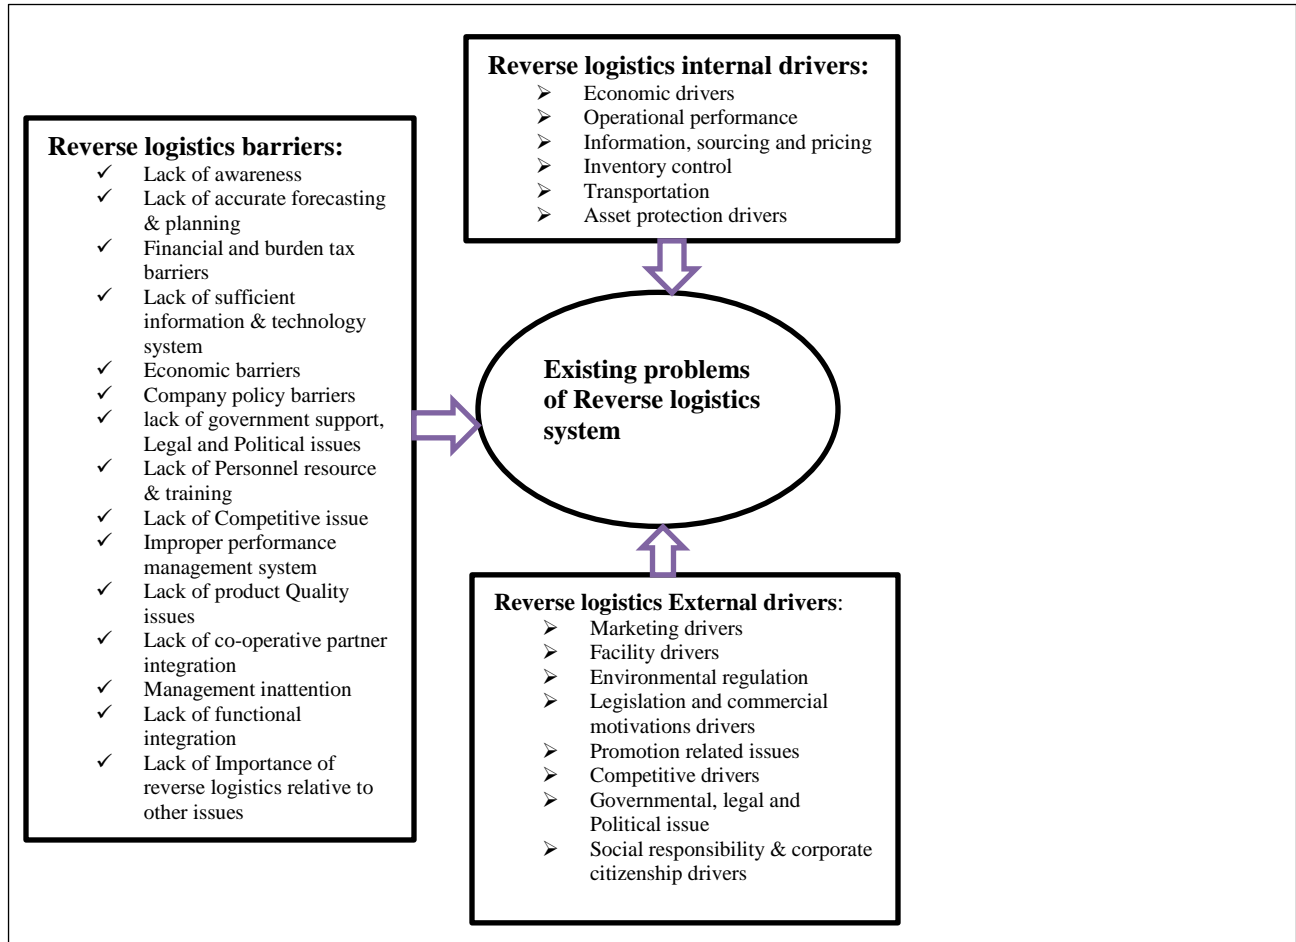 Reverse logistics internal drivers:
➢ Economic drivers
➢ Operational performance
➢ Information, sourcing and pricing
➢ Inventory control
➢ Transportation
➢ Asset protection drivers
Reverse logistics barriers:
✓ Lack of awareness
✓ Lack of accurate forecasting
& planning
✓ Financial and burden tax
barriers
✓ Lack of sufficient
information & technology
system
✓ Economic barriers
✓ Company policy barriers
✓ lack of government support,
Legal and Political issues
✓ Lack of Personnel resource
& training
✓ Lack of Competitive issue
✓ Improper performance
management system
✓ Lack of product Quality
issues
✓ Lack of co-operative partner
integration
✓ Management inattention
✓ Lack of functional
integration
✓ Lack of Importance of
reverse logistics relative to
other issues
Existing problems
of Reverse logistics
system
Reverse logistics External drivers:
➢ Marketing drivers
➢ Facility drivers
➢ Environmental regulation
➢ Legislation and commercial
motivations drivers
➢ Promotion related issues
➢ Competitive drivers
➢ Governmental, legal and
Political issue
➢ Social responsibility & corporate
citizenship drivers